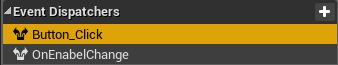 Event Dispatchers
Button_Click
OnEnabelChange